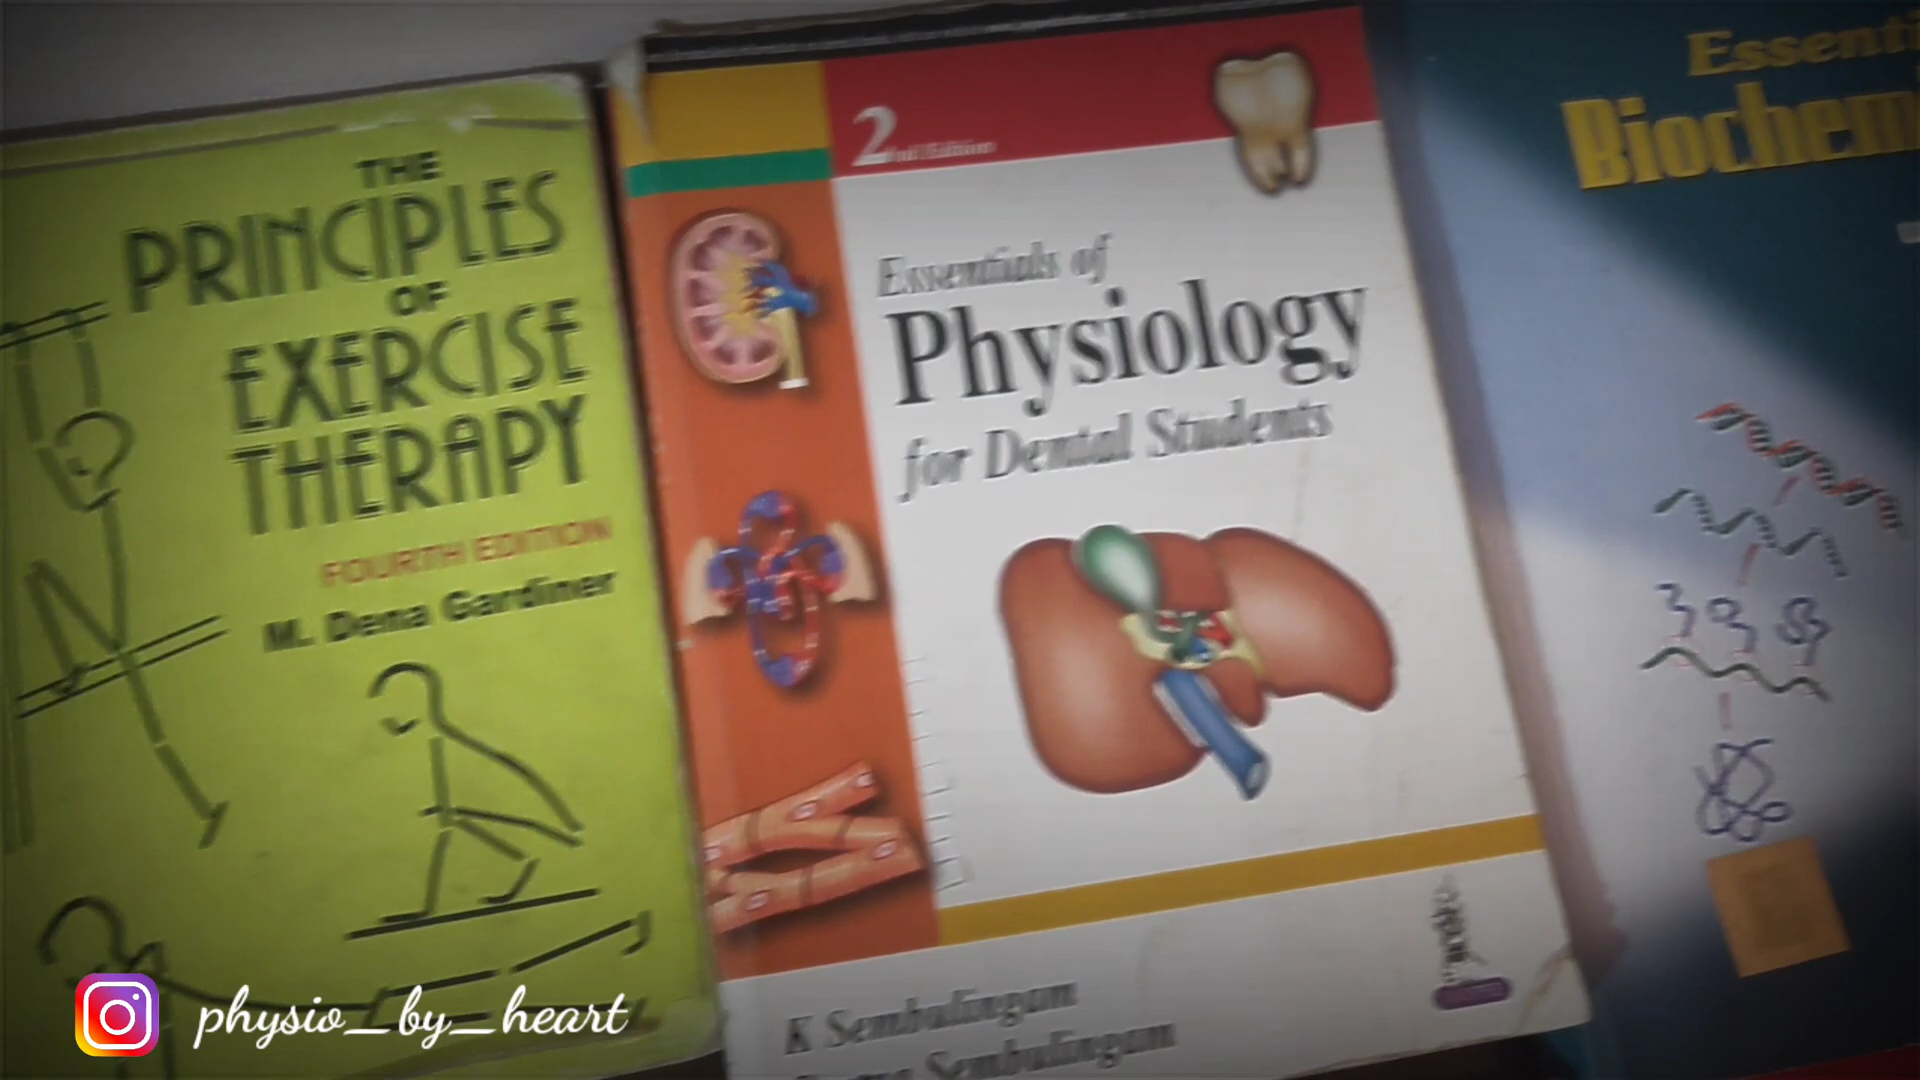 THE
PRINCIPLES
OF
EXERCISE
THERAPY
FOURTH EDITION
M. Dena Gardiner
2nd Edition
Essentials of
Physiology
for Dental Students
K Sembulingam
Sembulingam
Biochem
physio_by_heart